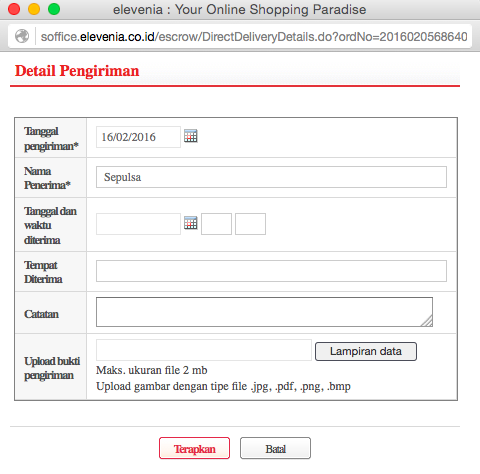 elevenia : Your Online Shopping Paradise
soffice.elevenia.co.id/escrow/DirectDeliveryDetails.do?ordNo=2016020568640
Detail Pengiriman
Tanggal
pengiriman*
16/02/2016
Nama
Penerima*
Sepulsa
Tanggal dan
waktu
diterima
Tempat
Diterima
Catatan
Upload bukti
pengiriman
Lampiran data
Maks. ukuran file 2 mb
Upload gambar dengan tipe file .jpg, .pdf, .png, .bmp
Terapkan
Batal